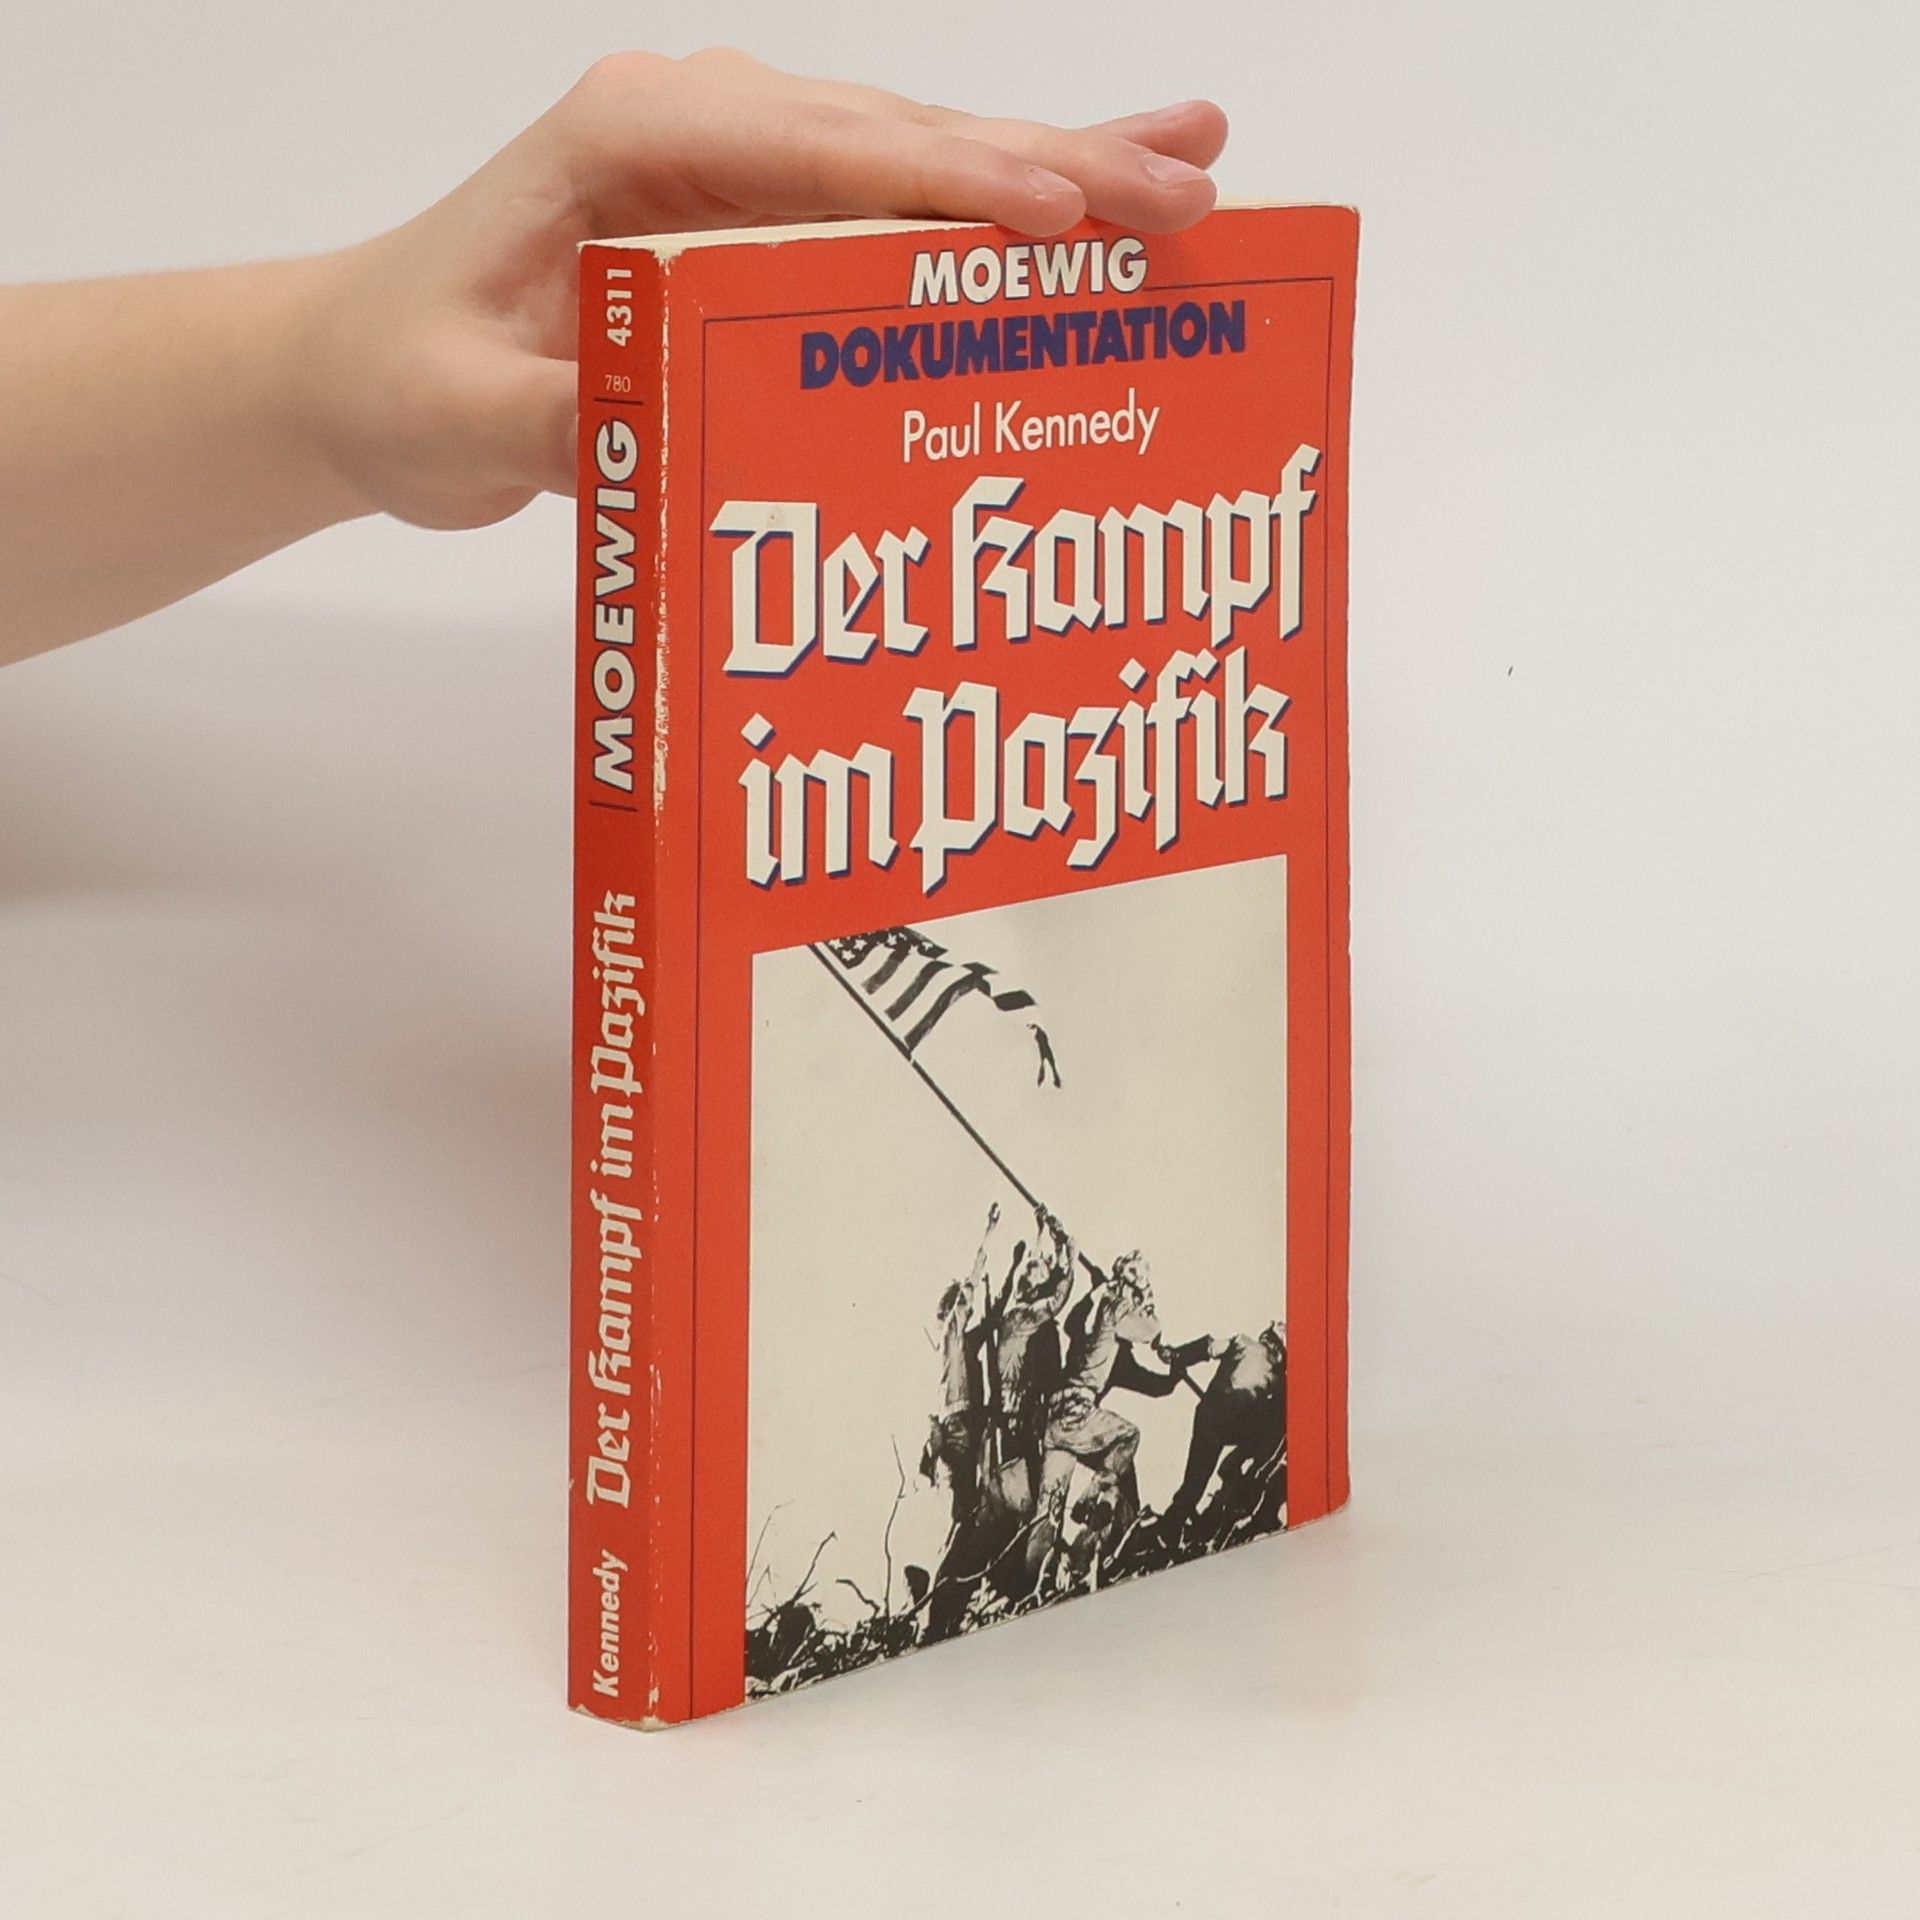 MOEWIG
DOKUMENTATION
Paul Kennedy
Der Kampf
im Pazifik
Kennedy Der Kampf im Pazifik MOEWIG 780 4311